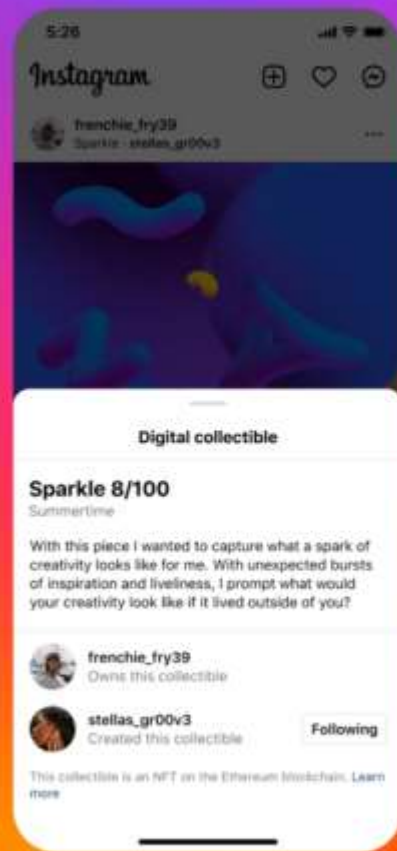 5:26
Instagram
frenchie_fry39
Sparkle · stellas_gr00v3
Digital collectible
Sparkle 8/100
Summertime
With this piece I wanted to capture what a spark of
creativity looks like for me. With unexpected bursts
of inspiration and liveliness, I prompt what would
your creativity look like if it lived outside of you?
frenchie_fry39
Owns this collectible
stellas_gr00v3
Created this collectible
Following
This collectible is an NFT on the Ethereum blockchain. Learn
more